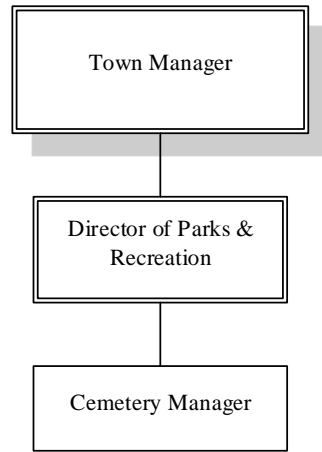 Town Manager
Director of Parks &
Recreation
Cemetery Manager